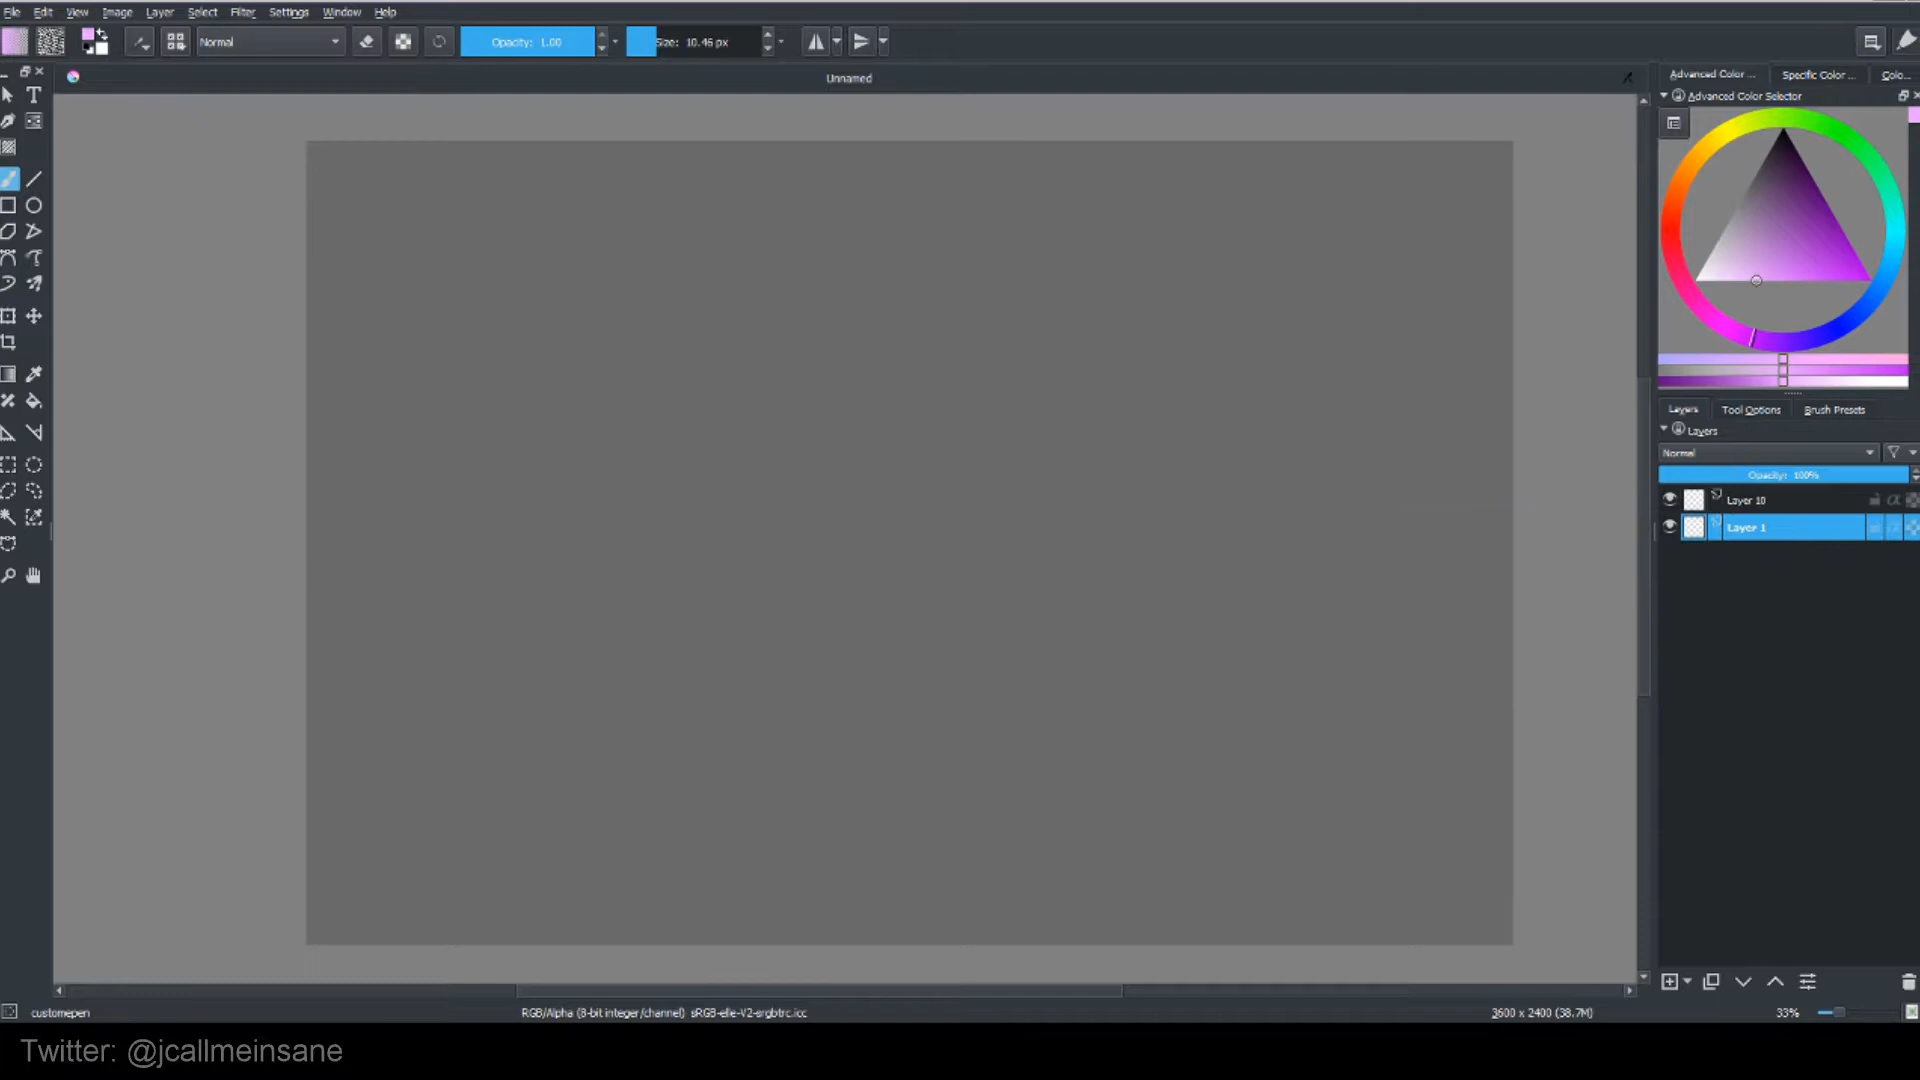 File Edit View Image Layer Select Filter Settings Window Help
Normal Opacity: 1.00 Size: 10.46 px
Unnamed
Advanced Color ... Specific Color ... Colo...
Advanced Color Selector
Layers Tool Options Brush Presets
Layers
Normal
Opacity: 100%
Layer 10
Layer 1
customepen RGB/Alpha (8-bit integer/channel) sRGB-elle-V2-srgbtrc.icc 3600 x 2400 (38.7M) 33%
Twitter: @jcallmeinsane